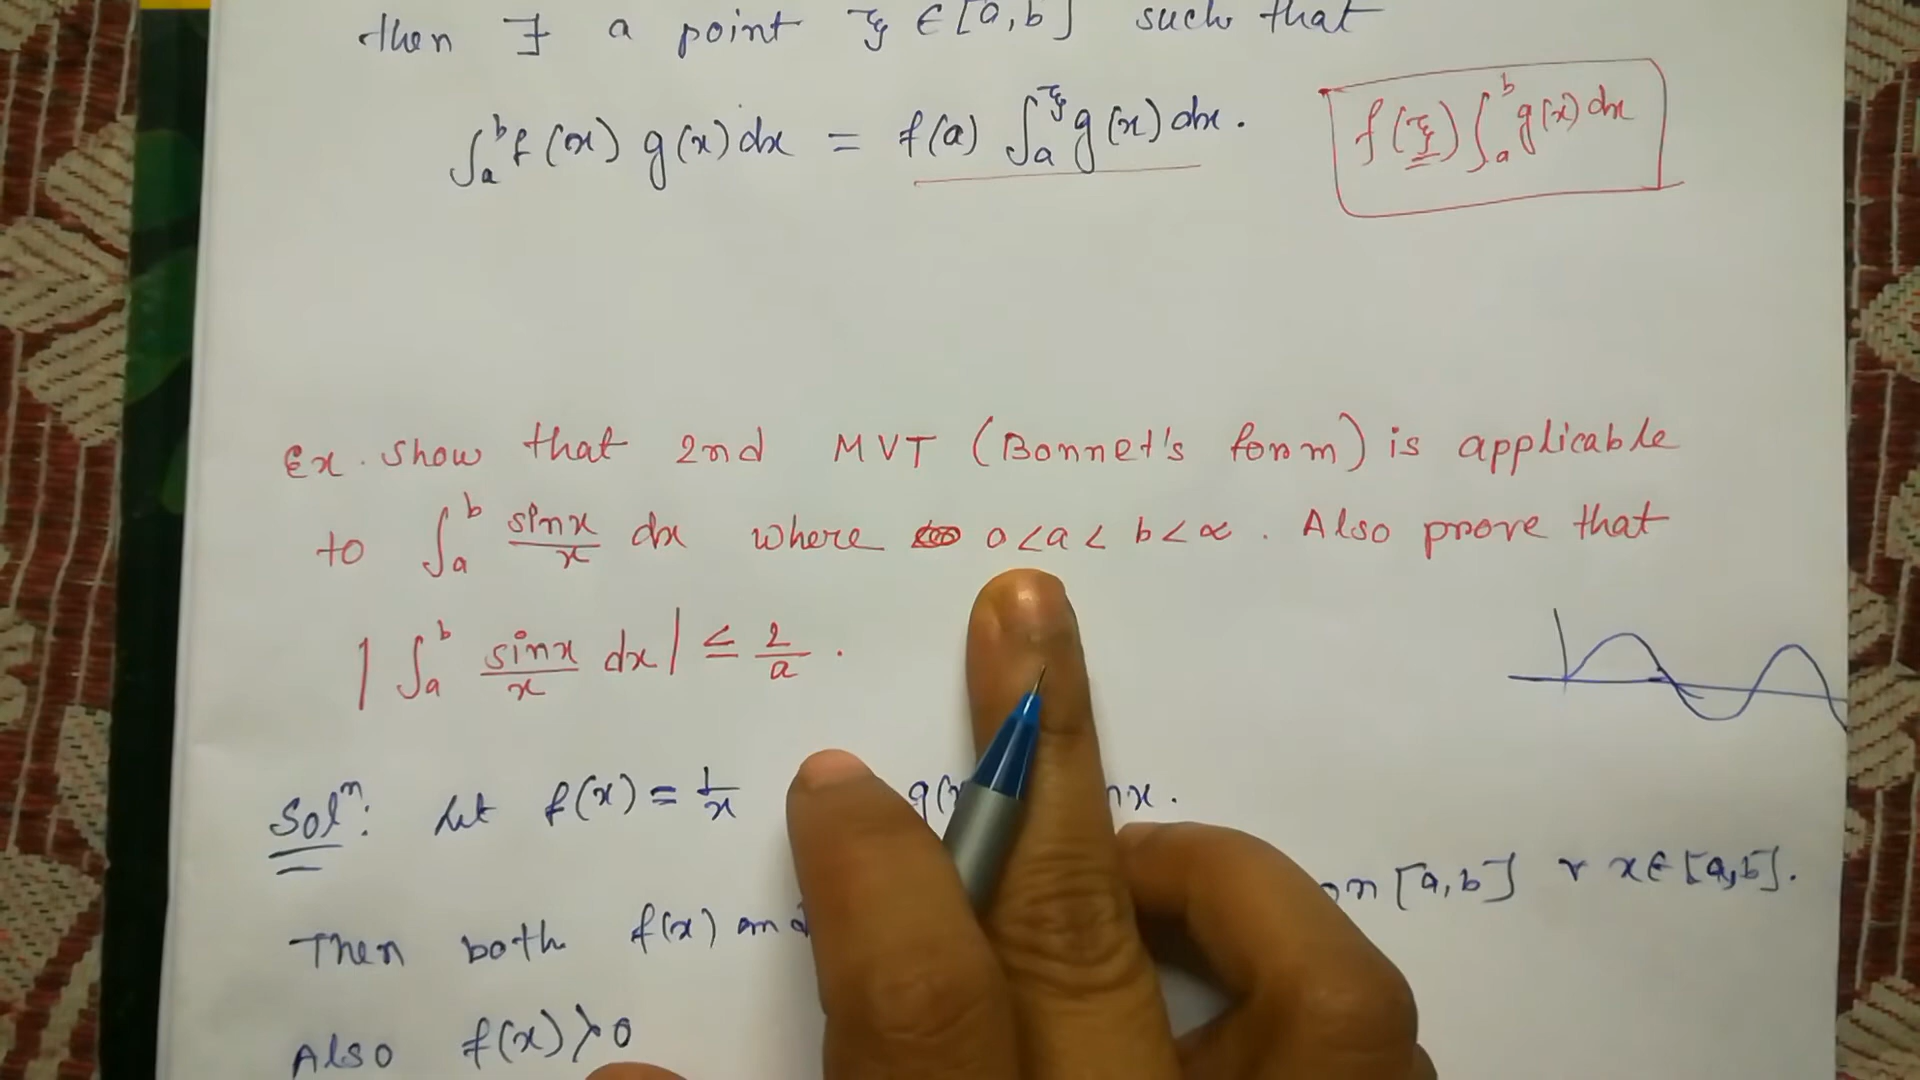 then ∃ a point ξ ∈ [a,b] such that
∫ₐᵇ f(x) g(x) dx = f(a) ∫ₐ^ξ g(x) dx.
f(ξ) ∫ₐᵇ g(x) dx
Ex. Show that 2nd MVT (Bonnet's form) is applicable
to ∫ₐᵇ sinx/x dx where 0<a<b<∞. Also prove that
|∫ₐᵇ sinx/x dx| ≤ 2/a.
Solⁿ: Let f(x) = 1/x
Then both f(x) and on [a,b] ∀ x∈[a,b].
Also f(x)>0